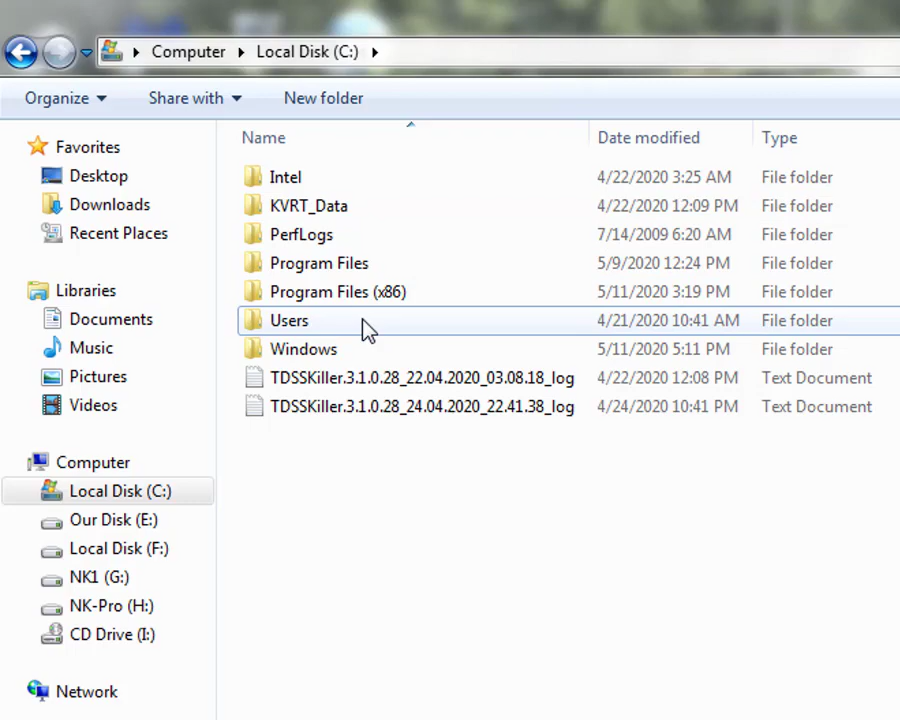 Computer Local Disk (C:)
Organize Share with New folder
Favorites
Desktop
Downloads
Recent Places
Libraries
Documents
Music
Pictures
Videos
Computer
Local Disk (C:)
Our Disk (E:)
Local Disk (F:)
NK1 (G:)
NK-Pro (H:)
CD Drive (I:)
Network
Name Date modified Type
Intel 4/22/2020 3:25 AM File folder
KVRT_Data 4/22/2020 12:09 PM File folder
PerfLogs 7/14/2009 6:20 AM File folder
Program Files 5/9/2020 12:24 PM File folder
Program Files (x86) 5/11/2020 3:19 PM File folder
Users 4/21/2020 10:41 AM File folder
Windows 5/11/2020 5:11 PM File folder
TDSSKiller.3.1.0.28_22.04.2020_03.08.18_log 4/22/2020 12:08 PM Text Document
TDSSKiller.3.1.0.28_24.04.2020_22.41.38_log 4/24/2020 10:41 PM Text Document